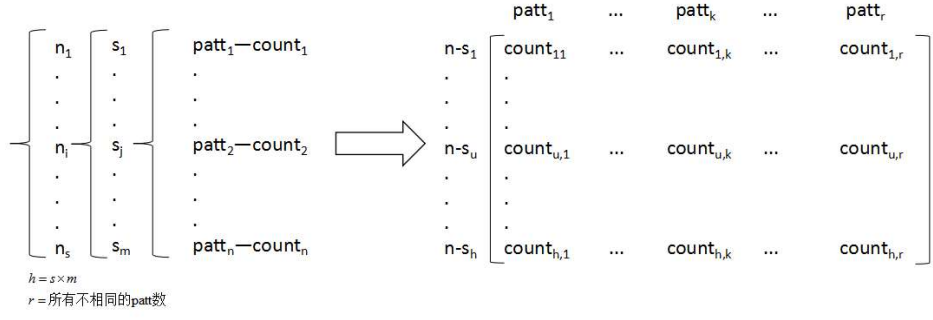 patt₁ ... pattₖ ... pattᵣ
n₁ s₁ patt₁—count₁ n-s₁ count₁₁ ... count₁,ₖ ... count₁,ᵣ
nᵢ sⱼ patt₂—count₂ n-sᵤ countᵤ,₁ ... countᵤ,ₖ ... countᵤ,ᵣ
nₛ sₘ pattₙ—countₙ n-sₕ countₕ,₁ ... countₕ,ₖ ... countₕ,ᵣ
h = s×m
r = 所有不相同的patt数